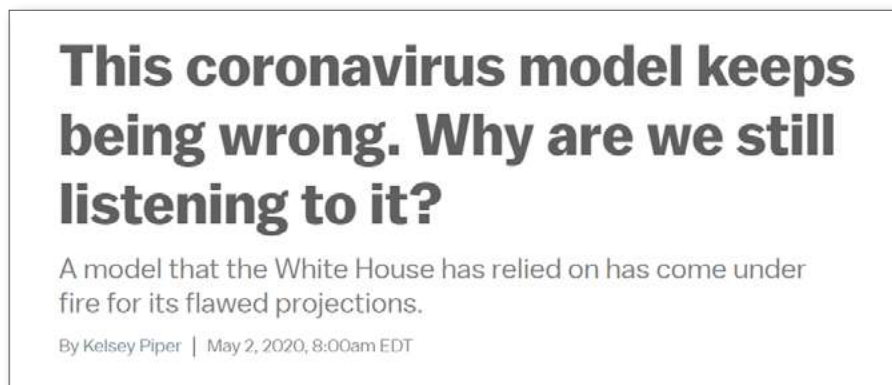 This coronavirus model keeps
being wrong. Why are we still
listening to it?
A model that the White House has relied on has come under
fire for its flawed projections.
By Kelsey Piper | May 2, 2020, 8:00am EDT